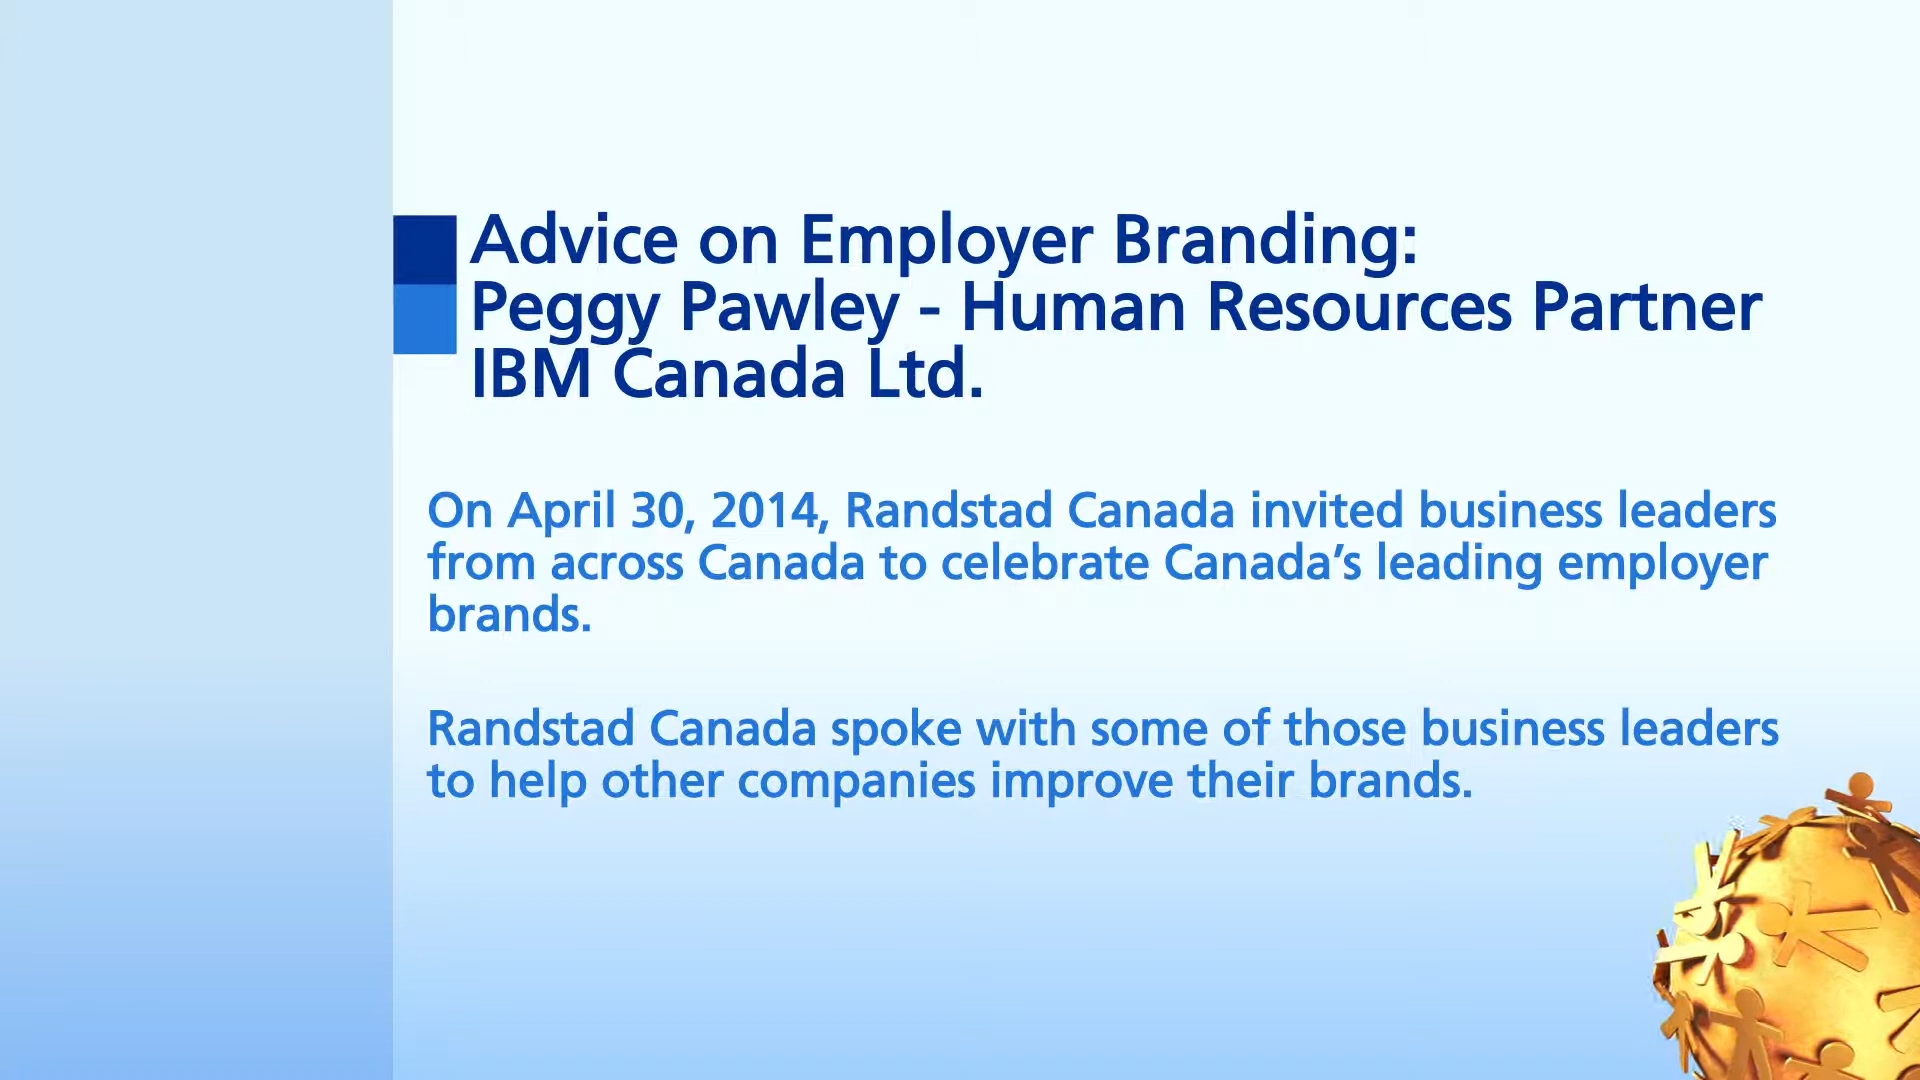 Advice on Employer Branding:
Peggy Pawley - Human Resources Partner
IBM Canada Ltd.
On April 30, 2014, Randstad Canada invited business leaders
from across Canada to celebrate Canada’s leading employer
brands.
Randstad Canada spoke with some of those business leaders
to help other companies improve their brands.